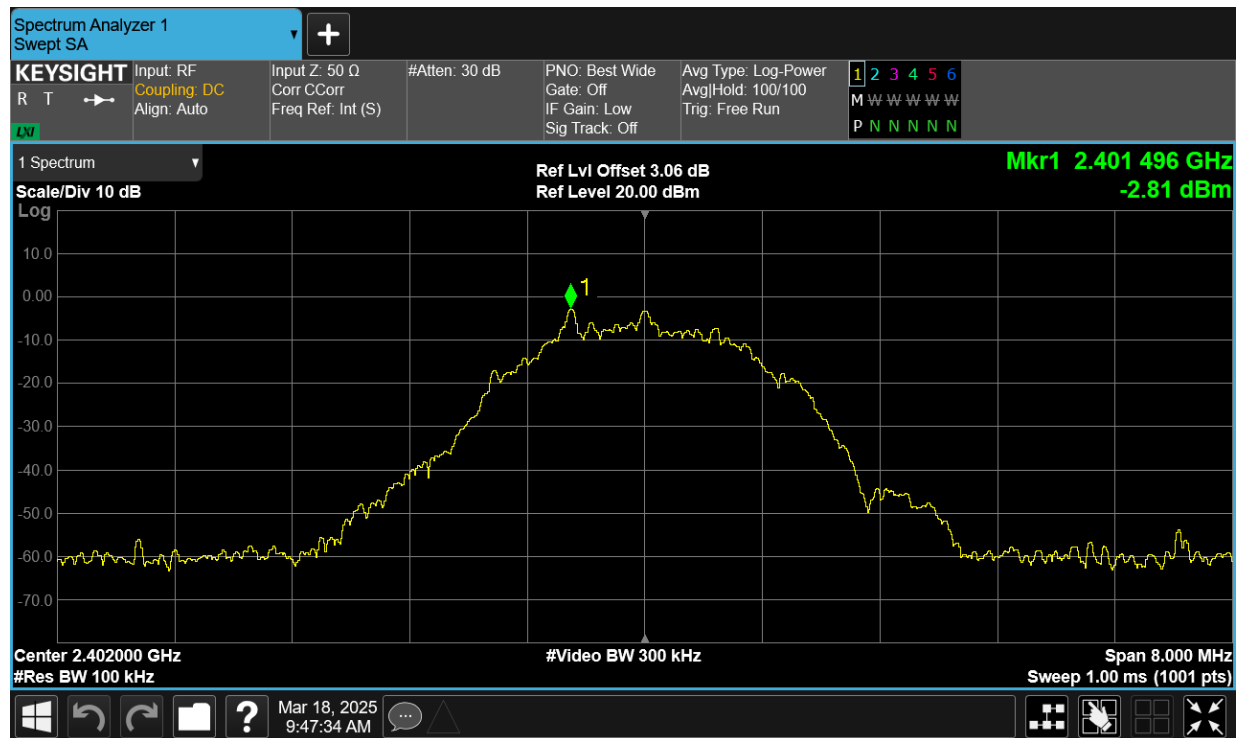 Spectrum Analyzer 1
Swept SA
KEYSIGHT
R T
LXI
Input: RF
Coupling: DC
Align: Auto
Input Z: 50 Ω
Corr CCorr
Freq Ref: Int (S)
#Atten: 30 dB
PNO: Best Wide
Gate: Off
IF Gain: Low
Sig Track: Off
Avg Type: Log-Power
Avg|Hold: 100/100
Trig: Free Run
1 2 3 4 5 6
M W W W W W
P N N N N N
1 Spectrum
Scale/Div 10 dB
Log
Ref Lvl Offset 3.06 dB
Ref Level 20.00 dBm
Mkr1 2.401 496 GHz
-2.81 dBm
10.0
0.00
-10.0
-20.0
-30.0
-40.0
-50.0
-60.0
-70.0
1
Center 2.402000 GHz
#Res BW 100 kHz
#Video BW 300 kHz
Span 8.000 MHz
Sweep 1.00 ms (1001 pts)
?
Mar 18, 2025
9:47:34 AM